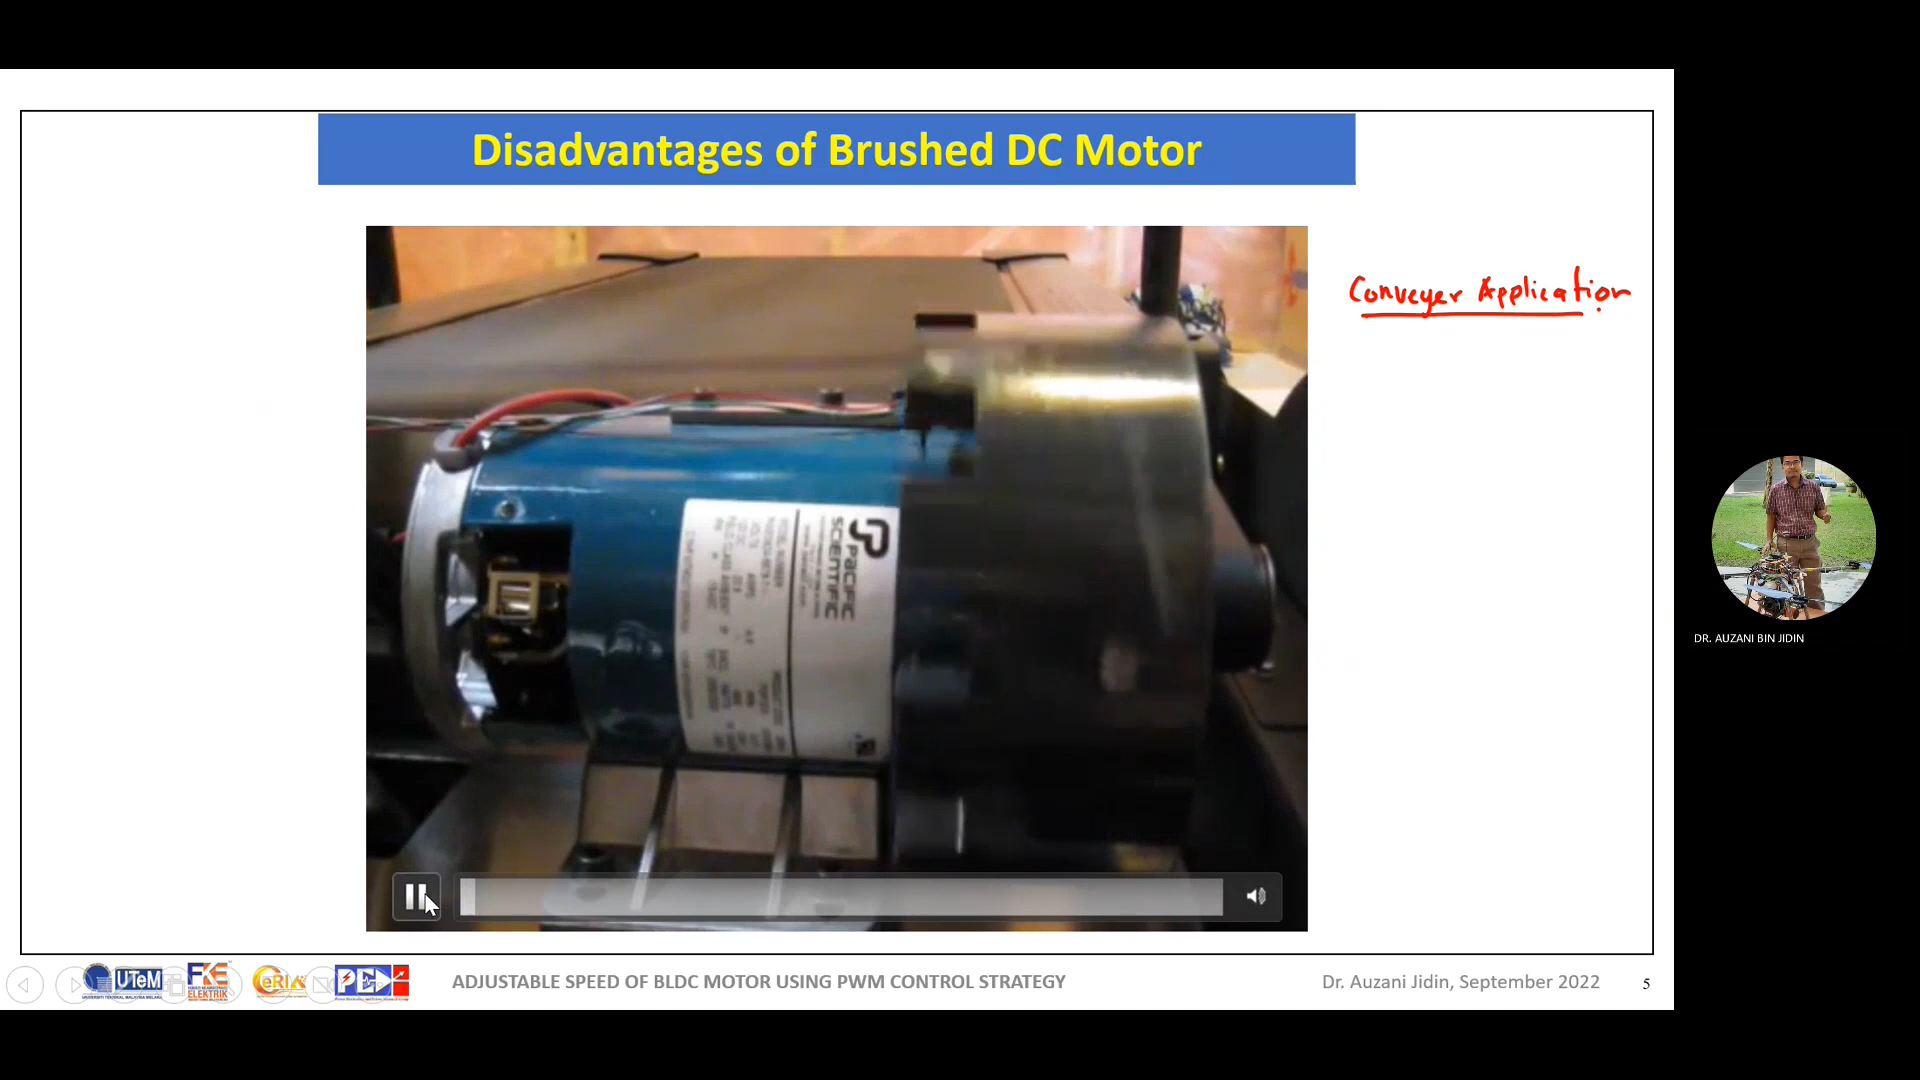 Disadvantages of Brushed DC Motor
Conveyer Application
PACIFIC
SCIENTIFIC
DR. AUZANI BIN JIDIN
UTeM
FKE
ELEKTRIK
ADJUSTABLE SPEED OF BLDC MOTOR USING PWM CONTROL STRATEGY
Dr. Auzani Jidin, September 2022
5